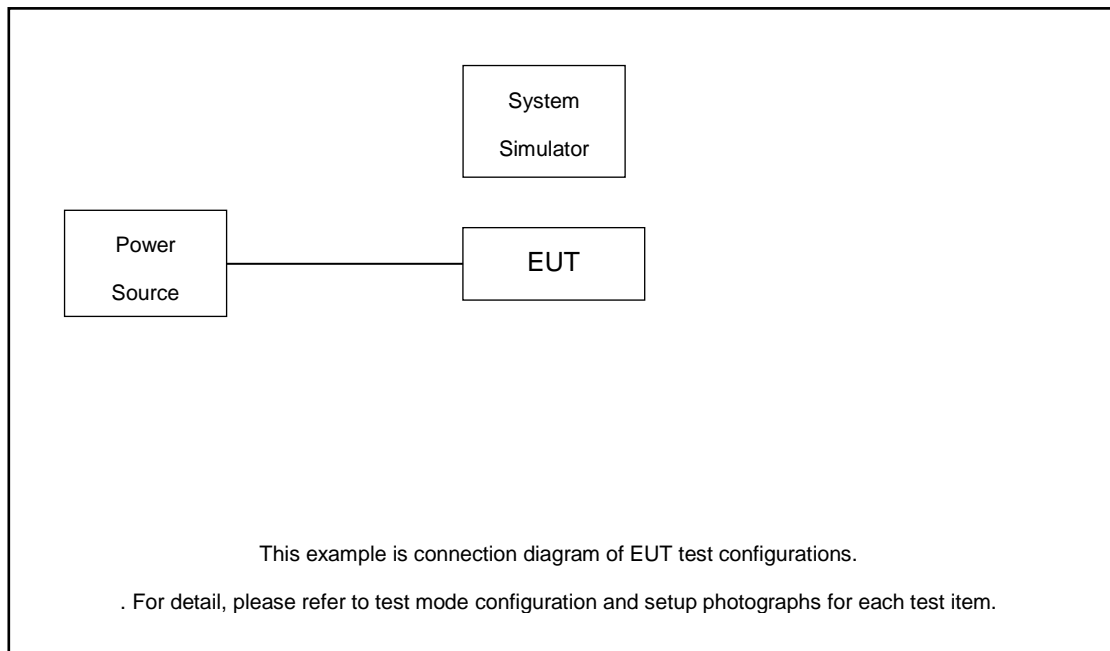 System
Simulator
Power
Source
EUT
This example is connection diagram of EUT test configurations.
. For detail, please refer to test mode configuration and setup photographs for each test item.